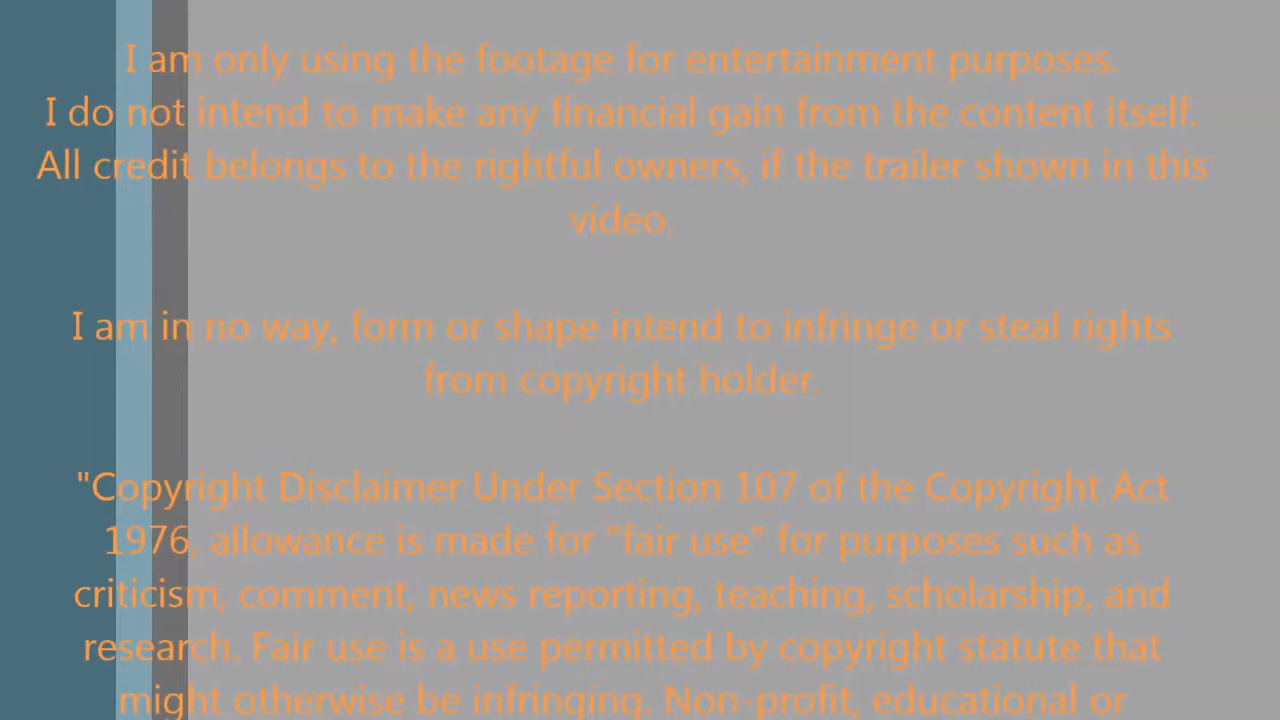 I am only using the footage for entertainment purposes.
I do not intend to make any financial gain from the content itself.
All credit belongs to the rightful owners, if the trailer shown in this
video.
I am in no way, form or shape intend to infringe or steal rights
from copyright holder.
"Copyright Disclaimer Under Section 107 of the Copyright Act
1976, allowance is made for "fair use" for purposes such as
criticism, comment, news reporting, teaching, scholarship, and
research. Fair use is a use permitted by copyright statute that
might otherwise be infringing. Non-profit, educational or